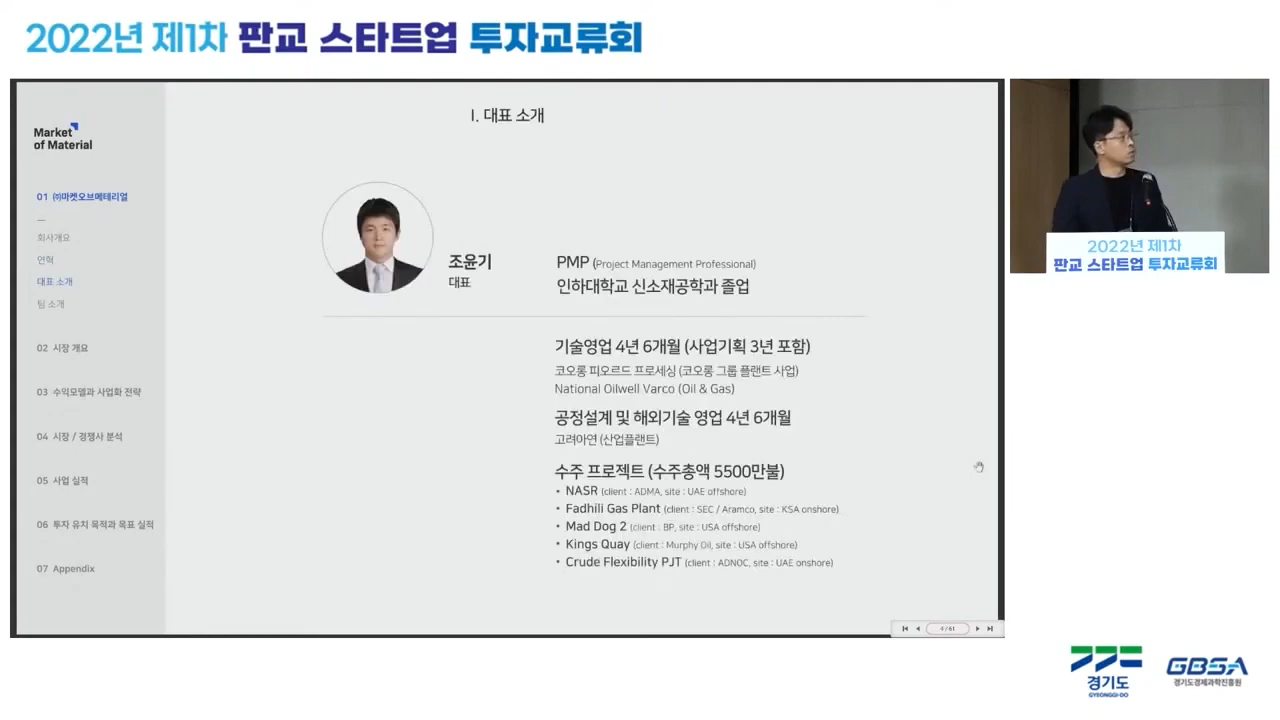 2022년 제1차 판교 스타트업 투자교류회
Market
of Material
01 ㈜마켓오브메테리얼
회사개요
연혁
대표 소개
팀 소개
02 시장 개요
03 수익모델과 사업화 전략
04 시장 / 경쟁사 분석
05 사업 실적
06 투자 유치 목적과 목표 실적
07 Appendix
I. 대표 소개
조윤기
대표
PMP (Project Management Professional)
인하대학교 신소재공학과 졸업
기술영업 4년 6개월 (사업기획 3년 포함)
코오롱 피오르드 프로세싱 (코오롱 그룹 플랜트 사업)
National Oilwell Varco (Oil & Gas)
공정설계 및 해외기술 영업 4년 6개월
고려아연 (산업플랜트)
수주 프로젝트 (수주총액 5500만불)
• NASR (client : ADMA, site : UAE offshore)
• Fadhili Gas Plant (client : SEC / Aramco, site : KSA onshore)
• Mad Dog 2 (client : BP, site : USA offshore)
• Kings Quay (client : Murphy Oil, site : USA offshore)
• Crude Flexibility PJT (client : ADNOC, site : UAE onshore)
4 / 61
2022년 제1차
판교 스타트업 투자교류회
경기도
GYEONGGI-DO
GBSA
경기도경제과학진흥원